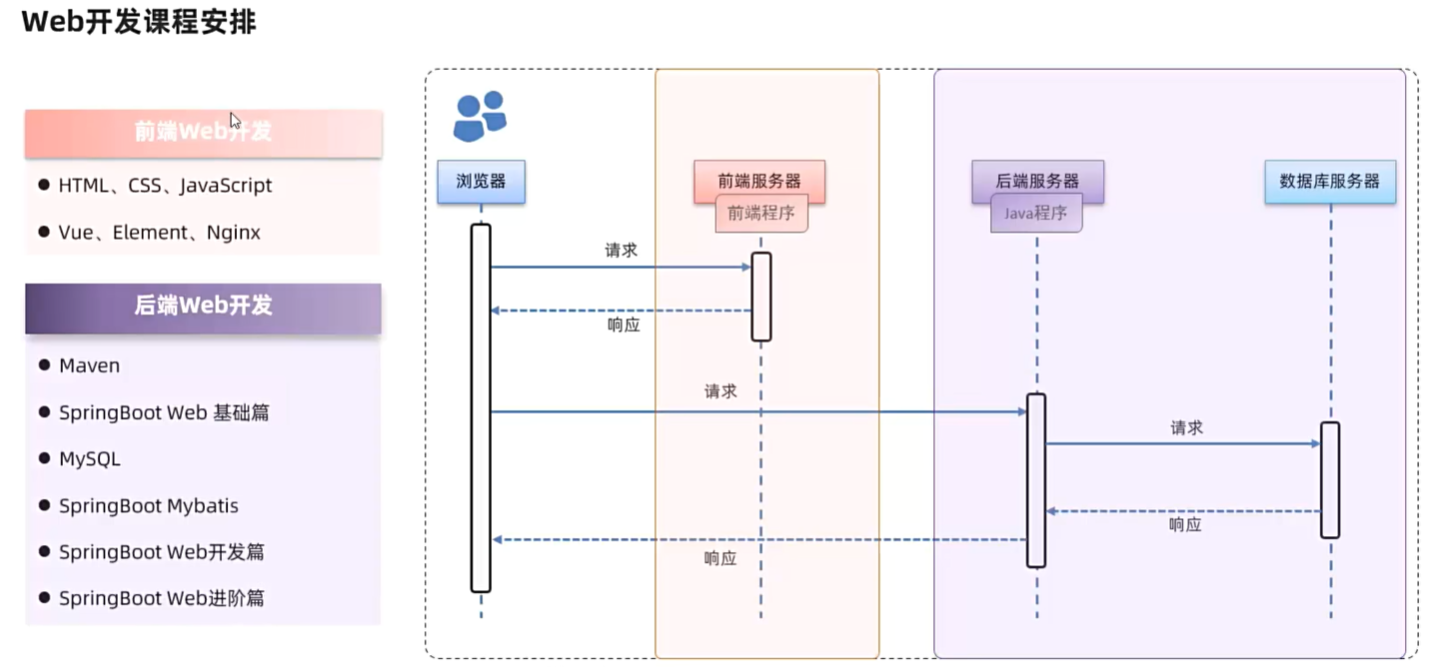 Web开发课程安排
前端Web开发
● HTML、CSS、JavaScript
● Vue、Element、Nginx
后端Web开发
● Maven
● SpringBoot Web 基础篇
● MySQL
● SpringBoot Mybatis
● SpringBoot Web开发篇
● SpringBoot Web进阶篇
浏览器
前端服务器
前端程序
后端服务器
Java程序
数据库服务器
请求
响应
请求
请求
响应
响应